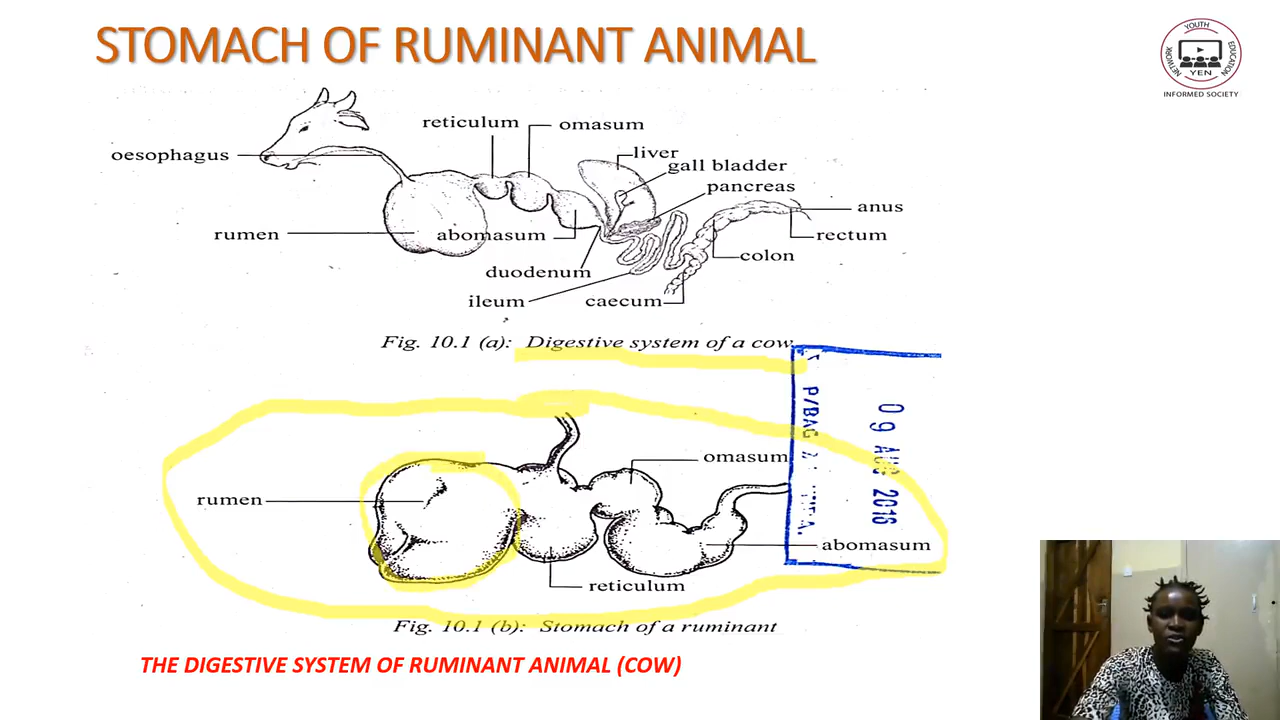 STOMACH OF RUMINANT ANIMAL
YOUTH EDUCATION NETWORK
YEN
INFORMED SOCIETY
reticulum
omasum
oesophagus
liver
gall bladder
pancreas
anus
rumen
abomasum
rectum
colon
duodenum
ileum
caecum
Fig. 10.1 (a): Digestive system of a cow
P/BAG
09 AUG 2016
omasum
rumen
abomasum
reticulum
Fig. 10.1 (b): Stomach of a ruminant
THE DIGESTIVE SYSTEM OF RUMINANT ANIMAL (COW)